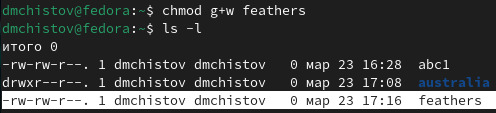 dmchistov@fedora:~$ chmod g+w feathers
dmchistov@fedora:~$ ls -l
итого 0
-rw-rw-r--. 1 dmchistov dmchistov 0 мар 23 16:28 abc1
drwxr--r--. 1 dmchistov dmchistov 0 мар 23 17:08 australia
-rw-rw-r--. 1 dmchistov dmchistov 0 мар 23 17:16 feathers